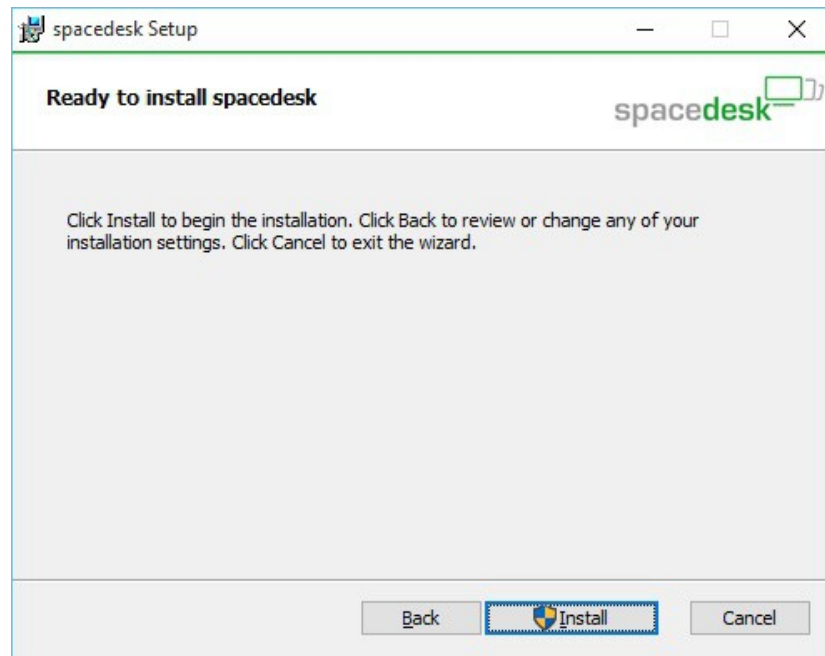 spacedesk Setup
Ready to install spacedesk
spacedesk
Click Install to begin the installation. Click Back to review or change any of your
installation settings. Click Cancel to exit the wizard.
Back
Install
Cancel